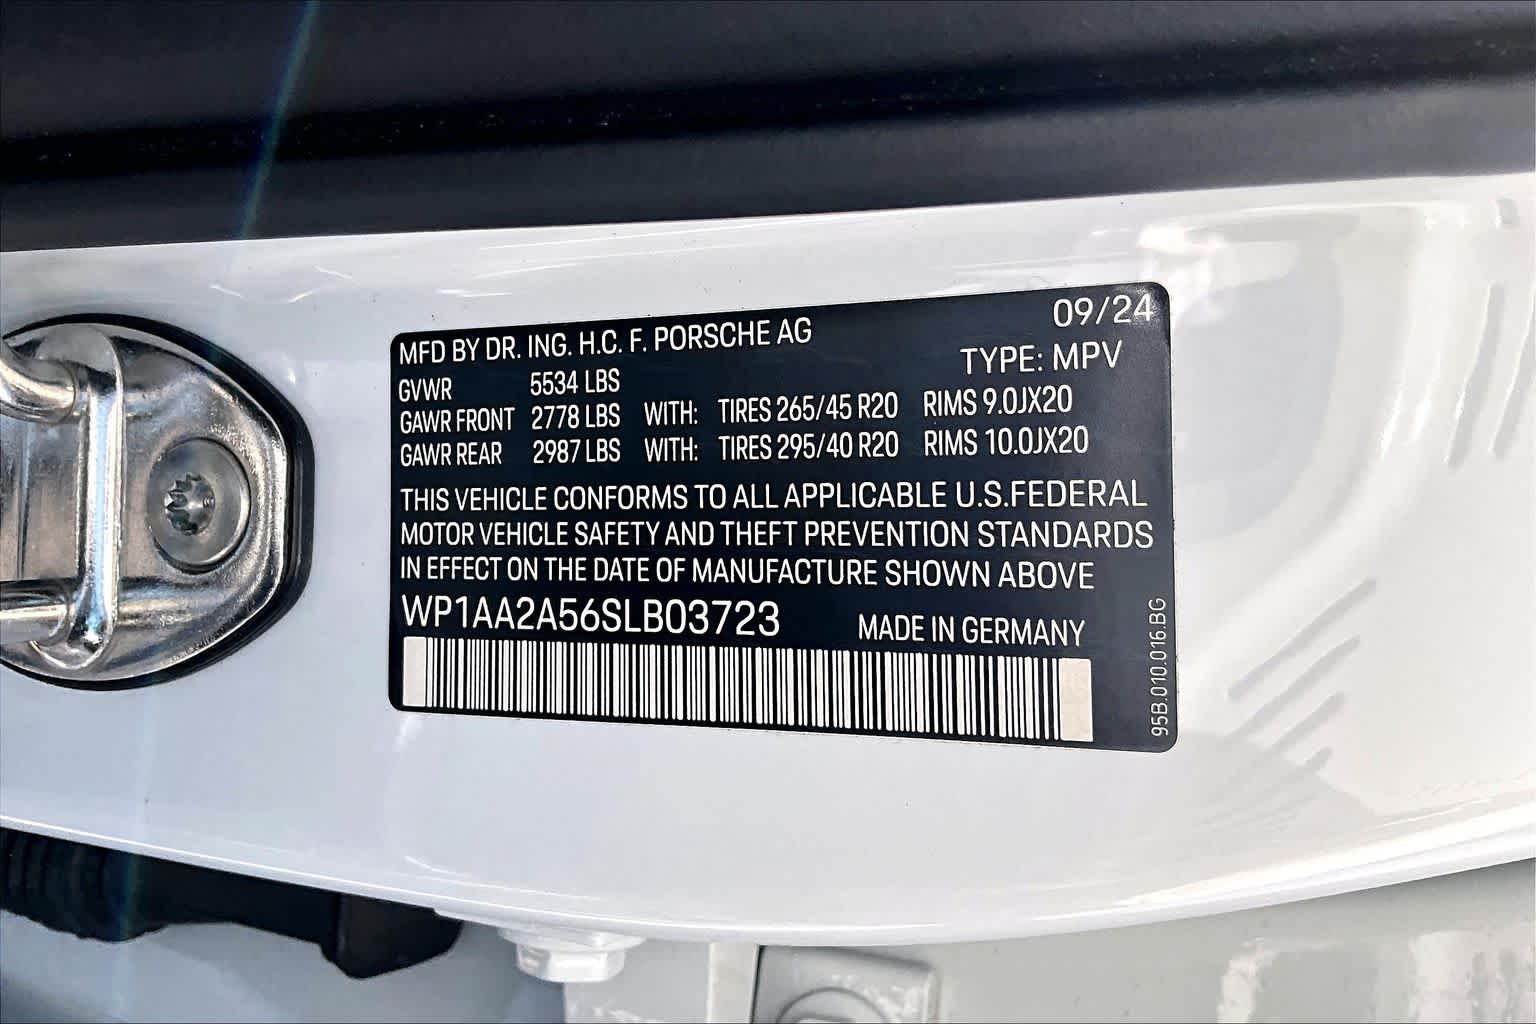 09/24
MFD BY DR. ING. H.C. F. PORSCHE AG
TYPE: MPV
GVWR 5534 LBS
GAWR FRONT 2778 LBS WITH: TIRES 265/45 R20 RIMS 9.0JX20
GAWR REAR 2987 LBS WITH: TIRES 295/40 R20 RIMS 10.0JX20
THIS VEHICLE CONFORMS TO ALL APPLICABLE U.S.FEDERAL
MOTOR VEHICLE SAFETY AND THEFT PREVENTION STANDARDS
IN EFFECT ON THE DATE OF MANUFACTURE SHOWN ABOVE
WP1AA2A56SLB03723 MADE IN GERMANY
95B.010.016.BG